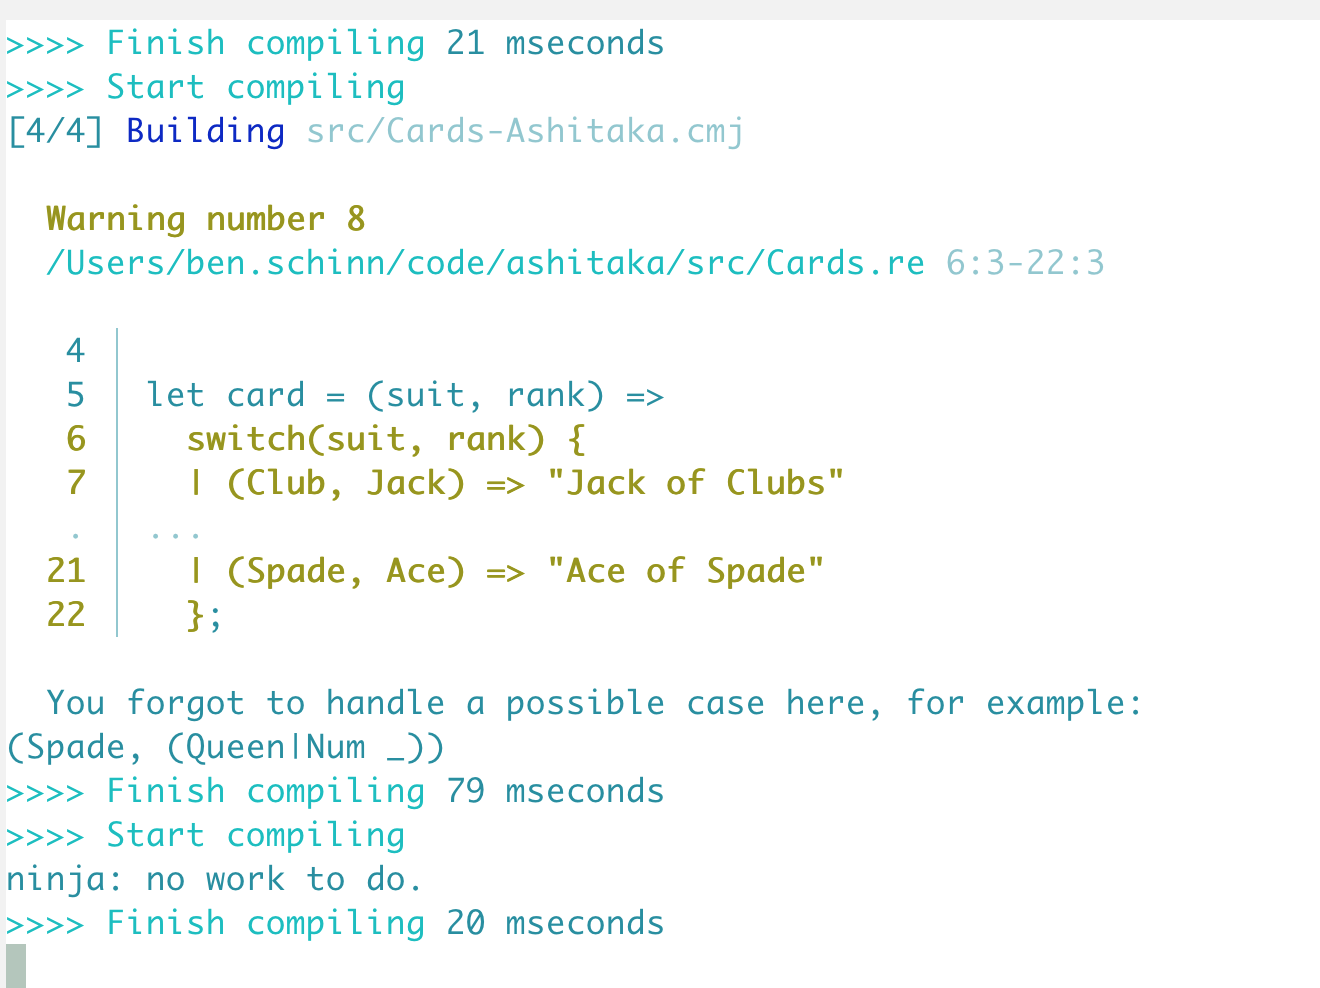 >>>> Finish compiling 21 mseconds
>>>> Start compiling
[4/4] Building src/Cards-Ashitaka.cmj
Warning number 8
/Users/ben.schinn/code/ashitaka/src/Cards.re 6:3-22:3
4 │
5 │ let card = (suit, rank) =>
6 │   switch(suit, rank) {
7 │   | (Club, Jack) => "Jack of Clubs"
. │ ...
21 │   | (Spade, Ace) => "Ace of Spade"
22 │   };
You forgot to handle a possible case here, for example:
(Spade, (Queen|Num _))
>>>> Finish compiling 79 mseconds
>>>> Start compiling
ninja: no work to do.
>>>> Finish compiling 20 mseconds